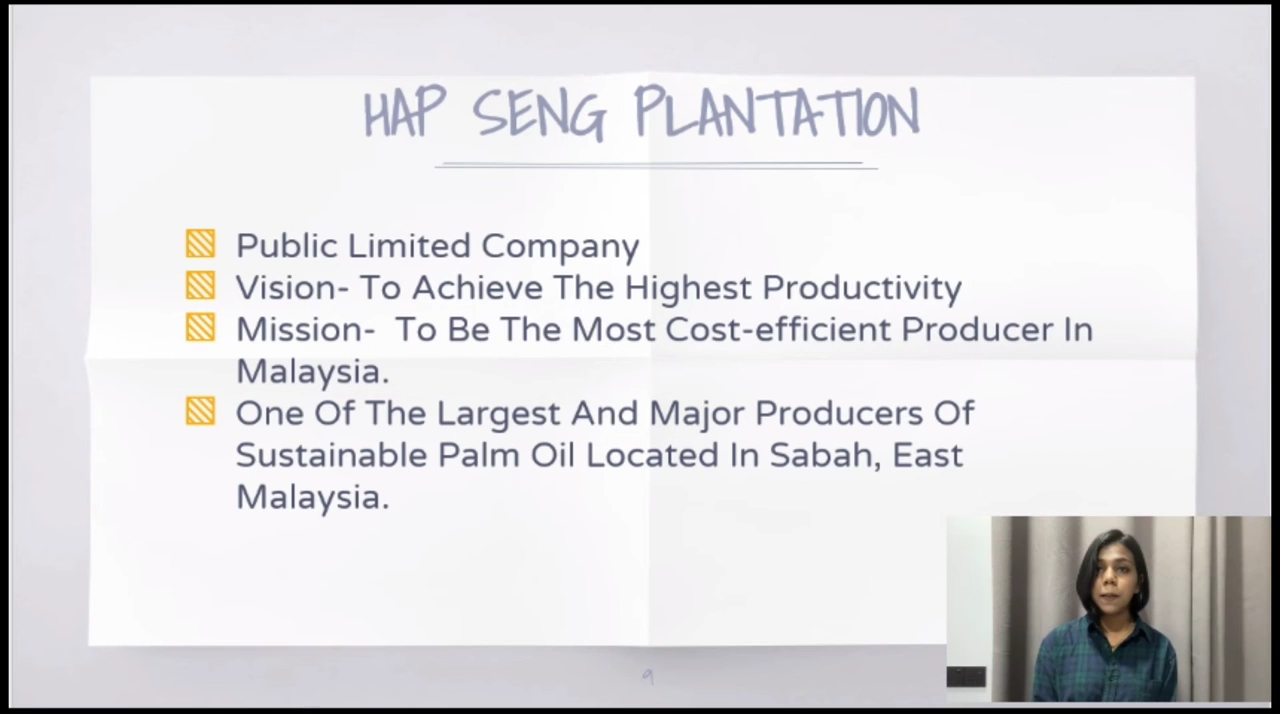 HAP SENG PLANTATION
Public Limited Company
Vision- To Achieve The Highest Productivity
Mission-  To Be The Most Cost-efficient Producer In
Malaysia.
One Of The Largest And Major Producers Of
Sustainable Palm Oil Located In Sabah, East
Malaysia.
9